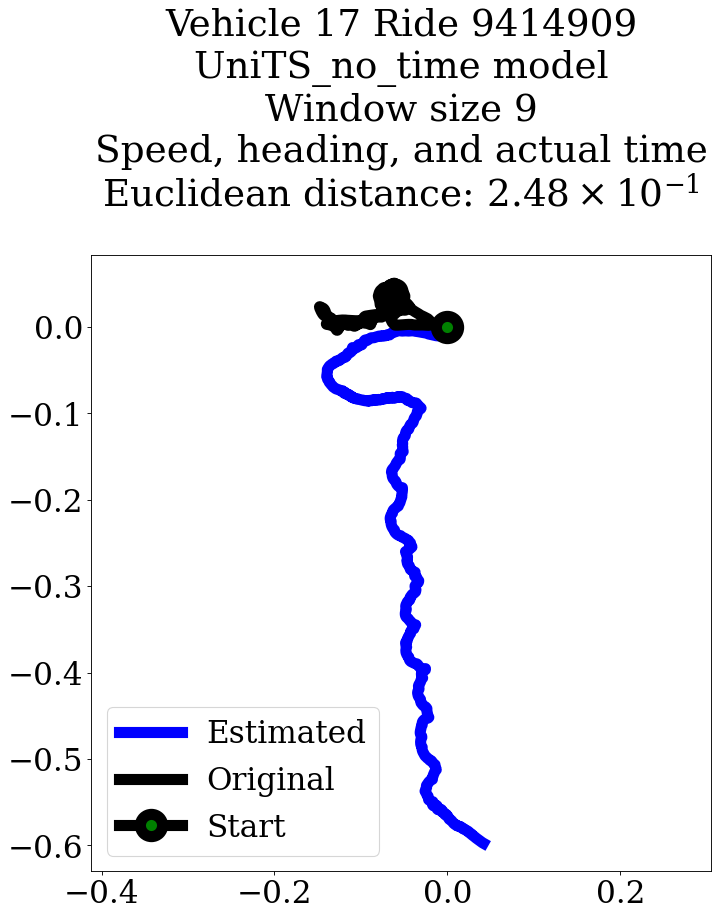 Vehicle 17 Ride 9414909
UniTS_no_time model
Window size 9
Speed, heading, and actual time
Euclidean distance: 2.48 × 10⁻¹
0.0
−0.1
−0.2
−0.3
−0.4
−0.5
−0.6
Estimated
Original
Start
−0.4 −0.2 0.0 0.2